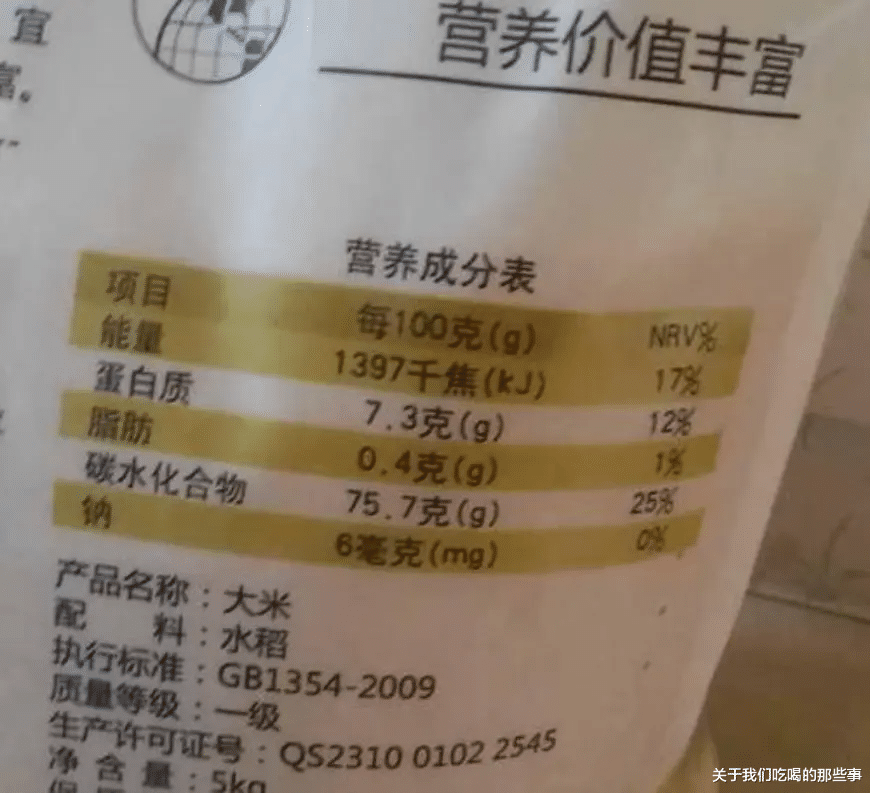 宜
富。
营养价值丰富
营养成分表
项目 每100克(g) NRV%
能量 1397千焦(kJ) 17%
蛋白质 7.3克(g) 12%
脂肪 0.4克(g) 1%
碳水化合物 75.7克(g) 25%
钠 6毫克(mg) 0%
产品名称：大米
配 料：水稻
执行标准：GB1354-2009
质量等级：一级
生产许可证号：QS2310 0102 2545
净含量：5kg
关于我们吃喝的那些事